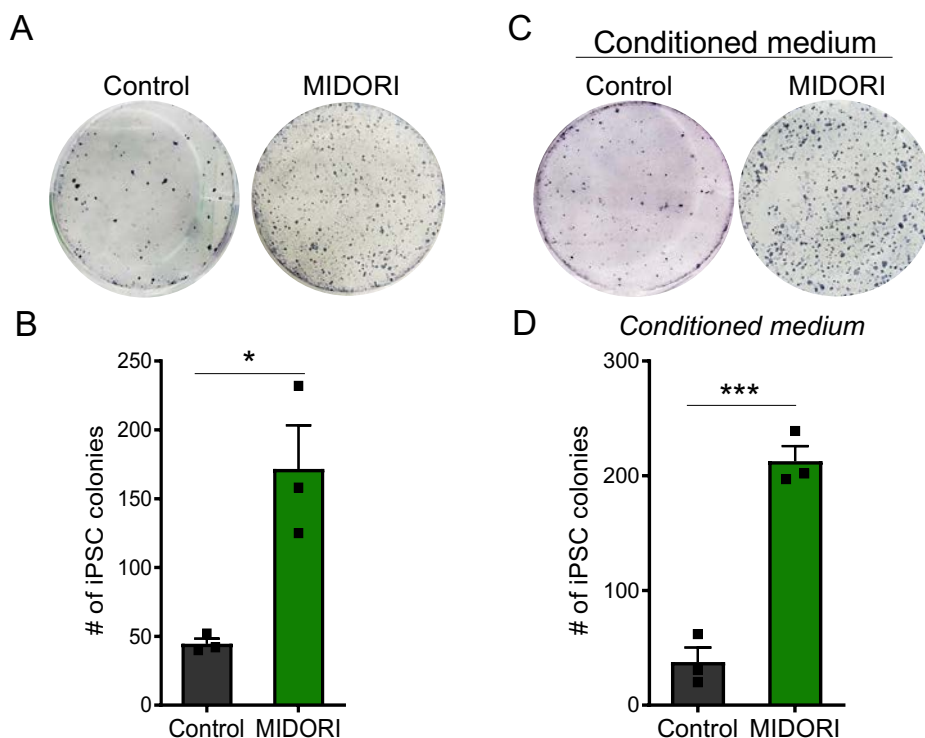 A
Control MIDORI
C
Conditioned medium
Control MIDORI
B
*
# of iPSC colonies
250
200
150
100
50
0
Control MIDORI
D
Conditioned medium
***
# of iPSC colonies
300
200
100
0
Control MIDORI